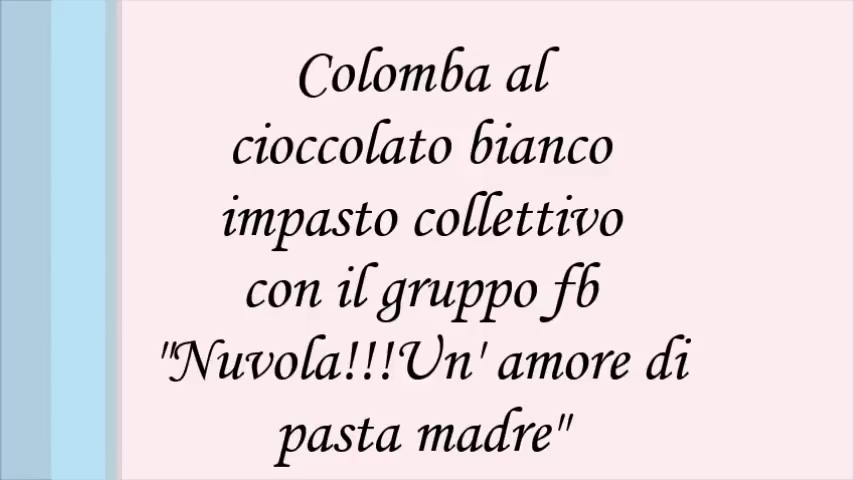 Colomba al
cioccolato bianco
impasto collettivo
con il gruppo fb
"Nuvola!!!Un' amore di
pasta madre"